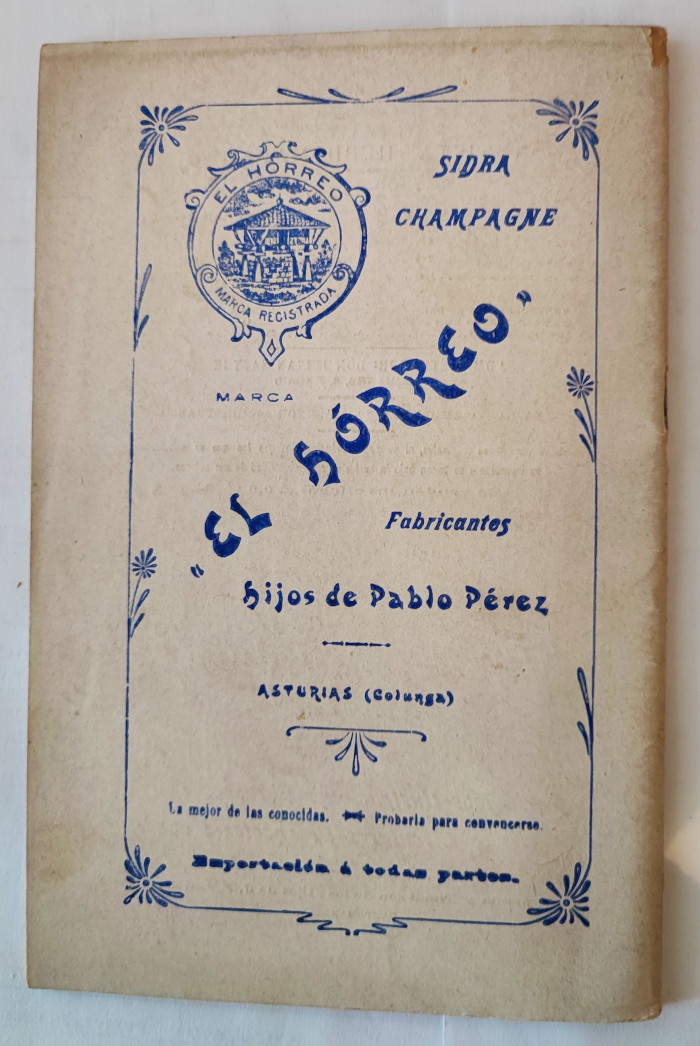 EL HÓRREO
MARCA REGISTRADA
SIDRA
CHAMPAGNE
MARCA
"EL HÓRREO"
Fabricantes
Hijos de Pablo Pérez
ASTURIAS (Colunga)
La mejor de las conocidas. Probarla para convencerse.
Exportación á todas partes.